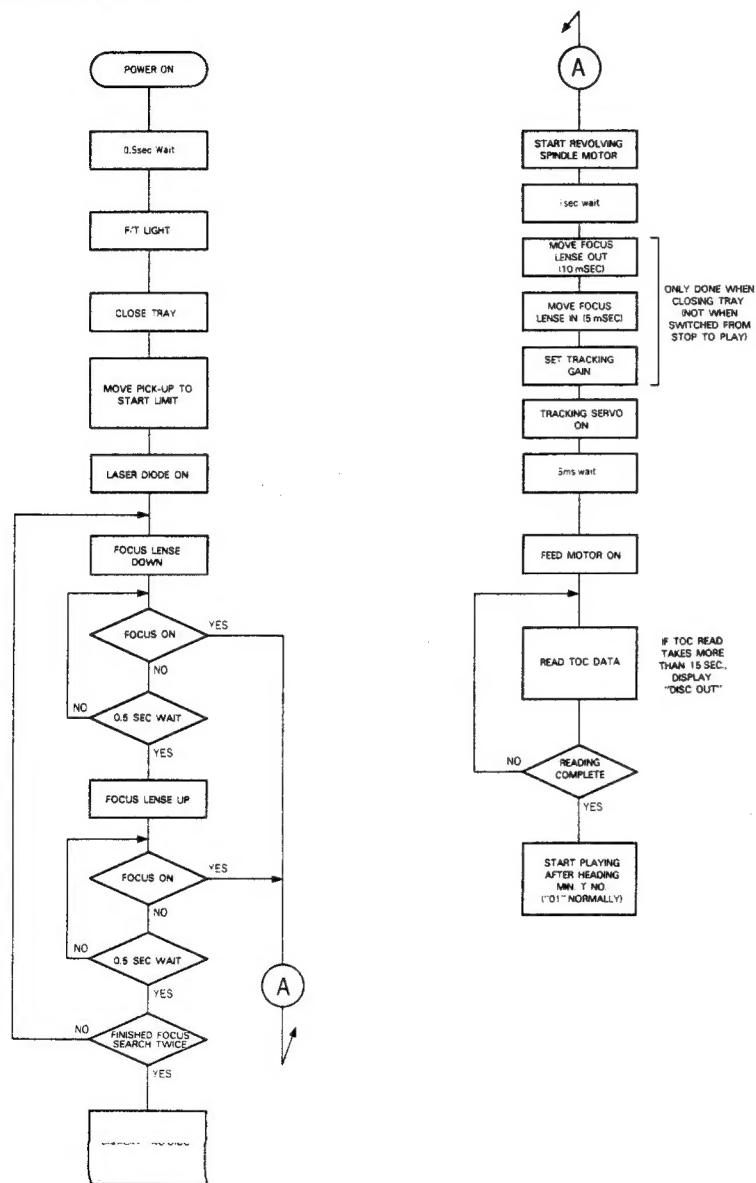 POWER ON
0.5sec Wait
F/T LIGHT
CLOSE TRAY
MOVE PICK-UP TO
START LIMIT
LASER DIODE ON
FOCUS LENSE
DOWN
FOCUS ON
YES
NO
0.5 SEC WAIT
NO
YES
FOCUS LENSE UP
FOCUS ON
YES
NO
0.5 SEC WAIT
NO
YES
FINISHED FOCUS
SEARCH TWICE
NO
YES
A
A
START REVOLVING
SPINDLE MOTOR
sec wait
MOVE FOCUS
LENSE OUT
(10 mSEC)
MOVE FOCUS
LENSE IN (5 mSEC)
SET TRACKING
GAIN
ONLY DONE WHEN
CLOSING TRAY
(NOT WHEN
SWITCHED FROM
STOP TO PLAY)
TRACKING SERVO
ON
wait
FEED MOTOR ON
READ TOC DATA
IF TOC READ
TAKES MORE
THAN 15 SEC.,
DISPLAY
"DISC OUT"
READING
COMPLETE
NO
YES
START PLAYING
AFTER HEADING
MIN. T NO.
("01" NORMALLY)